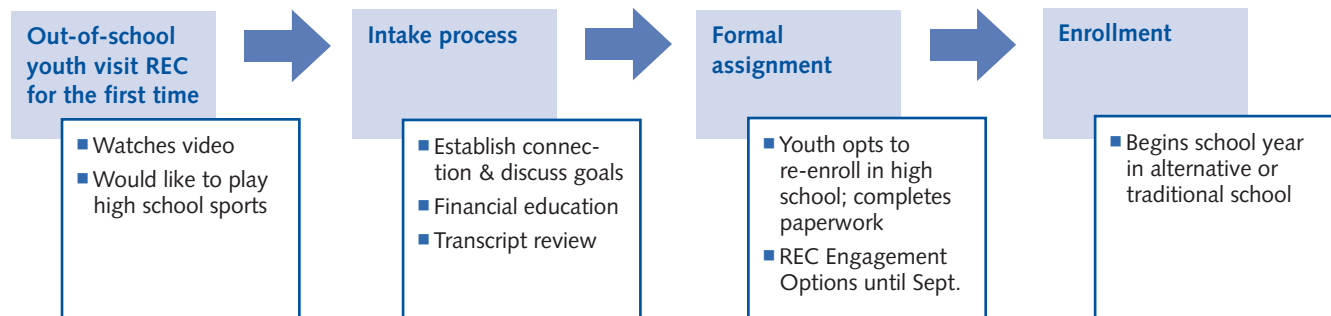 Out-of-school
youth visit REC
for the first time
■ Watches video
■ Would like to play
high school sports
Intake process
■ Establish connec-
tion & discuss goals
■ Financial education
■ Transcript review
Formal
assignment
■ Youth opts to
re-enroll in high
school; completes
paperwork
■ REC Engagement
Options until Sept.
Enrollment
■ Begins school year
in alternative or
traditional school